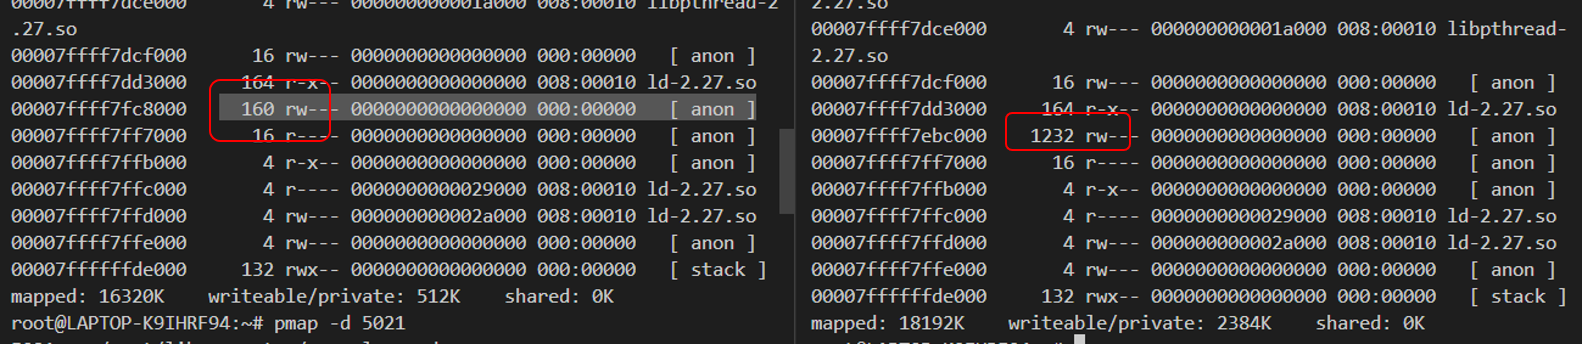 00007ffff7dce000 4 rw--- 000000000001a000 008:00010 libpthread-2
.27.so
00007ffff7dcf000 16 rw--- 0000000000000000 000:00000 [ anon ]
00007ffff7dd3000 164 r-x-- 0000000000000000 008:00010 ld-2.27.so
00007ffff7fc8000 160 rw--- 0000000000000000 000:00000 [ anon ]
00007ffff7ff7000 16 r---- 0000000000000000 000:00000 [ anon ]
00007ffff7ffb000 4 r-x-- 0000000000000000 000:00000 [ anon ]
00007ffff7ffc000 4 r---- 0000000000029000 008:00010 ld-2.27.so
00007ffff7ffd000 4 rw--- 000000000002a000 008:00010 ld-2.27.so
00007ffff7ffe000 4 rw--- 0000000000000000 000:00000 [ anon ]
00007ffffffde000 132 rwx-- 0000000000000000 000:00000 [ stack ]
mapped: 16320K writeable/private: 512K shared: 0K
root@LAPTOP-K9IHRF94:~# pmap -d 5021
2.27.so
00007ffff7dce000 4 rw--- 000000000001a000 008:00010 libpthread-
2.27.so
00007ffff7dcf000 16 rw--- 0000000000000000 000:00000 [ anon ]
00007ffff7dd3000 164 r-x-- 0000000000000000 008:00010 ld-2.27.so
00007ffff7ebc000 1232 rw--- 0000000000000000 000:00000 [ anon ]
00007ffff7ff7000 16 r---- 0000000000000000 000:00000 [ anon ]
00007ffff7ffb000 4 r-x-- 0000000000000000 000:00000 [ anon ]
00007ffff7ffc000 4 r---- 0000000000029000 008:00010 ld-2.27.so
00007ffff7ffd000 4 rw--- 000000000002a000 008:00010 ld-2.27.so
00007ffff7ffe000 4 rw--- 0000000000000000 000:00000 [ anon ]
00007ffffffde000 132 rwx-- 0000000000000000 000:00000 [ stack ]
mapped: 18192K writeable/private: 2384K shared: 0K